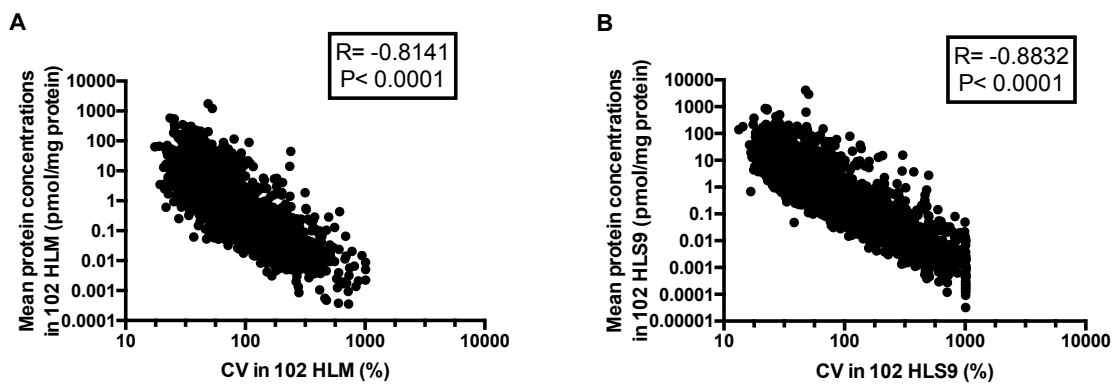 A
R= -0.8141
P< 0.0001
Mean protein concentrations
in 102 HLM (pmol/mg protein)
10000
1000
100
10
1
0.1
0.01
0.001
0.0001
10
100
1000
10000
CV in 102 HLM (%)
B
R= -0.8832
P< 0.0001
Mean protein concentrations
in 102 HLS9 (pmol/mg protein)
10000
1000
100
10
1
0.1
0.01
0.001
0.0001
0.00001
10
100
1000
10000
CV in 102 HLS9 (%)